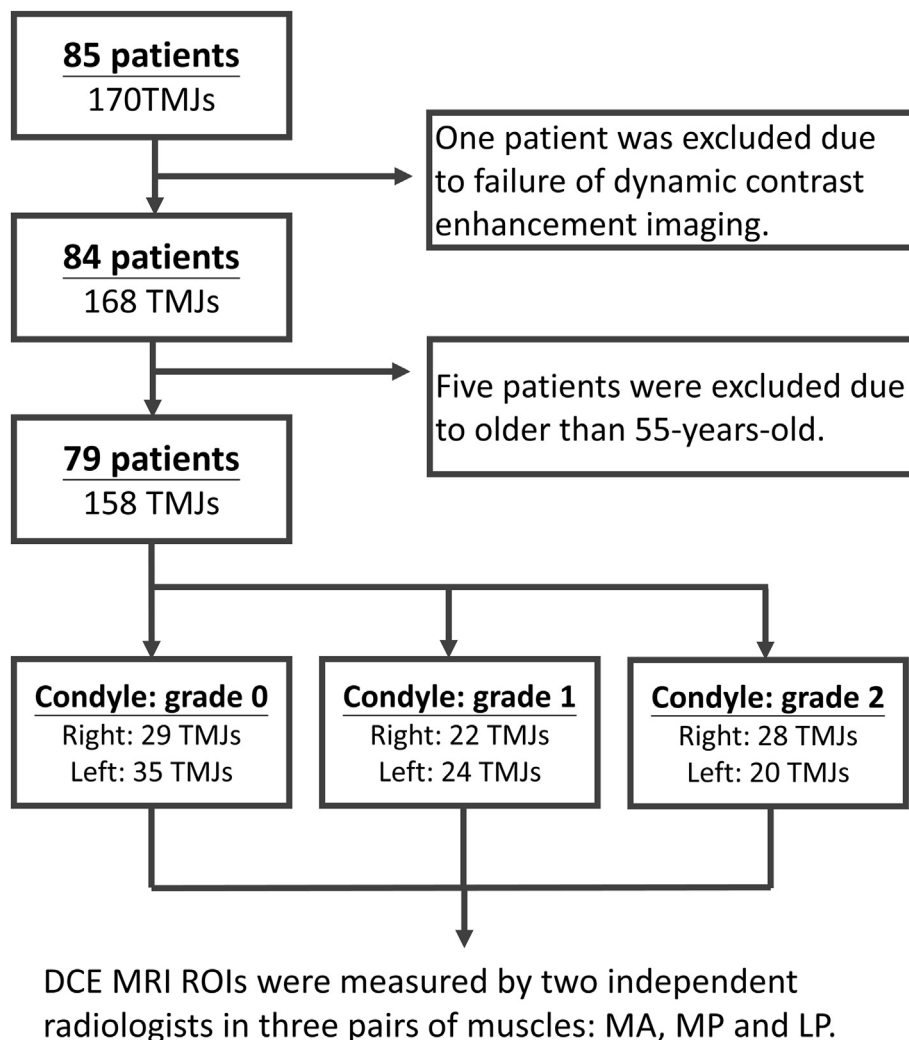 85 patients
170TMJs
One patient was excluded due
to failure of dynamic contrast
enhancement imaging.
84 patients
168 TMJs
Five patients were excluded due
to older than 55-years-old.
79 patients
158 TMJs
Condyle: grade 0
Right: 29 TMJs
Left: 35 TMJs
Condyle: grade 1
Right: 22 TMJs
Left: 24 TMJs
Condyle: grade 2
Right: 28 TMJs
Left: 20 TMJs
DCE MRI ROIs were measured by two independent
radiologists in three pairs of muscles: MA, MP and LP.